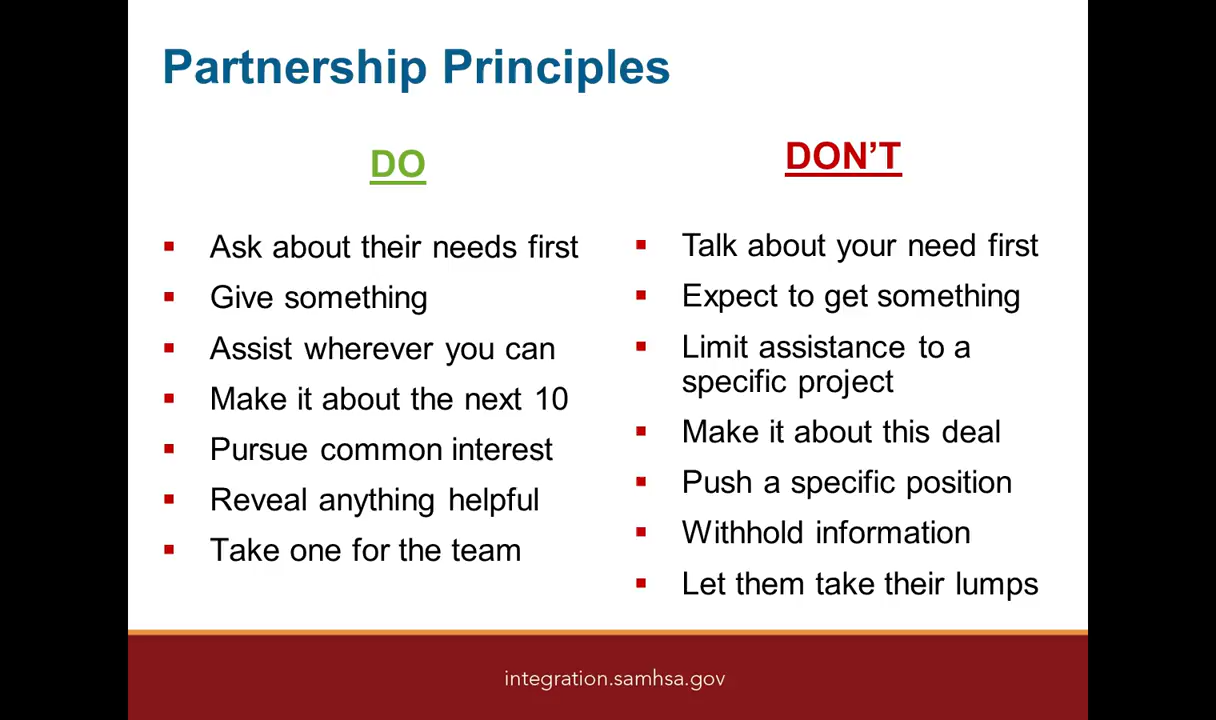 Partnership Principles
DO
Ask about their needs first
Give something
Assist wherever you can
Make it about the next 10
Pursue common interest
Reveal anything helpful
Take one for the team
DON’T
Talk about your need first
Expect to get something
Limit assistance to a
specific project
Make it about this deal
Push a specific position
Withhold information
Let them take their lumps
integration.samhsa.gov